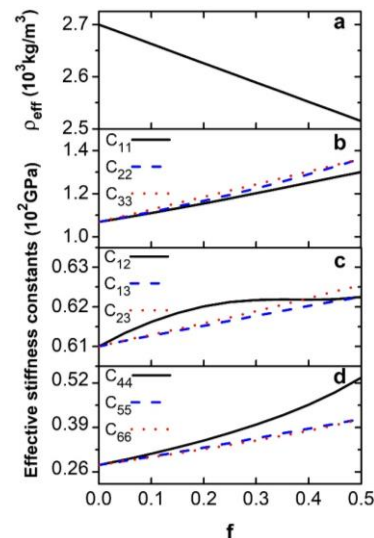 a
2.7
2.6
2.5
ρeff (10³kg/m³)
b
C11
C22
C33
1.4
1.2
1.0
Effective stiffness constants (10²GPa)
c
C12
C13
C23
0.63
0.62
0.61
d
C44
C55
C66
0.52
0.39
0.26
0.0 0.1 0.2 0.3 0.4 0.5
f